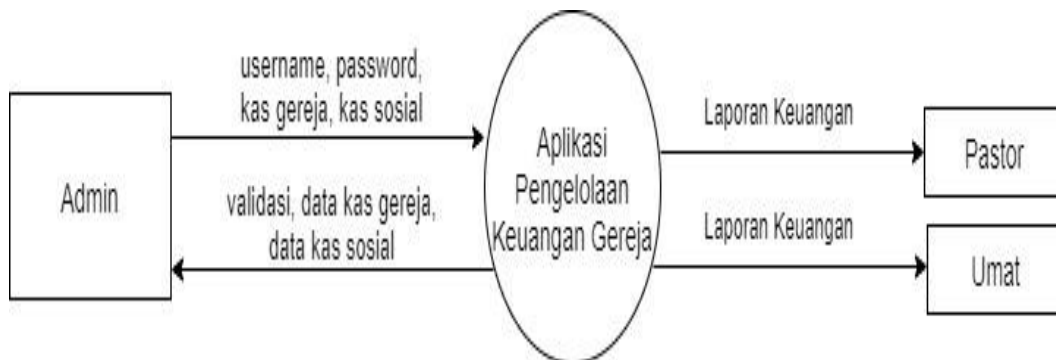 username, password,
kas gereja, kas sosial
Admin
validasi, data kas gereja,
data kas sosial
Aplikasi
Pengelolaan
Keuangan Gereja
Laporan Keuangan
Pastor
Laporan Keuangan
Umat